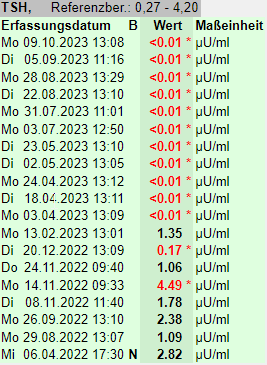 TSH,    Referenzber.: 0,27 - 4,20
Erfassungsdatum B Wert Maßeinheit
Mo 09.10.2023 13:08 <0.01 * µU/ml
Di 05.09.2023 11:16 <0.01 * µU/ml
Mo 28.08.2023 13:29 <0.01 * µU/ml
Di 22.08.2023 13:10 <0.01 * µU/ml
Mo 31.07.2023 11:01 <0.01 * µU/ml
Mo 03.07.2023 12:50 <0.01 * µU/ml
Di 23.05.2023 13:10 <0.01 * µU/ml
Di 02.05.2023 13:05 <0.01 * µU/ml
Mo 24.04.2023 13:12 <0.01 * µU/ml
Di 18.04.2023 13:11 <0.01 * µU/ml
Mo 03.04.2023 13:09 <0.01 * µU/ml
Mo 13.02.2023 13:01 1.35 µU/ml
Di 20.12.2022 13:09 0.17 * µU/ml
Do 24.11.2022 09:40 1.06 µU/ml
Mo 14.11.2022 09:33 4.49 * µU/ml
Di 08.11.2022 11:40 1.78 µU/ml
Mo 26.09.2022 13:10 2.38 µU/ml
Mo 29.08.2022 13:07 1.09 µU/ml
Mi 06.04.2022 17:30 N 2.82 µU/ml